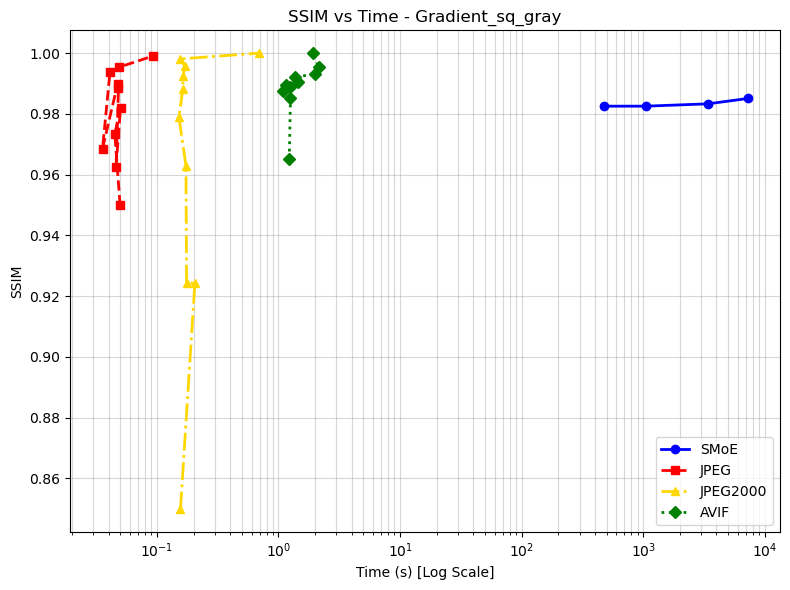 SSIM vs Time - Gradient_sq_gray
SSIM
1.00
0.98
0.96
0.94
0.92
0.90
0.88
0.86
10⁻¹ 10⁰ 10¹ 10² 10³ 10⁴
Time (s) [Log Scale]
SMoE
JPEG
JPEG2000
AVIF